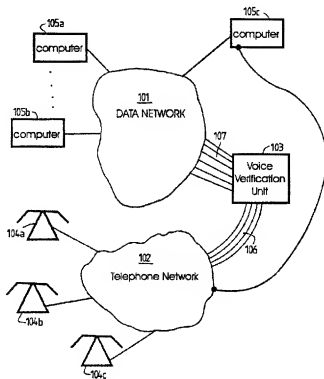 105a
computer
105c
computer
101
DATA NETWORK
105b
computer
107
103
Voice
Verification
Unit
104a
102
Telephone Network
106
104b
104c